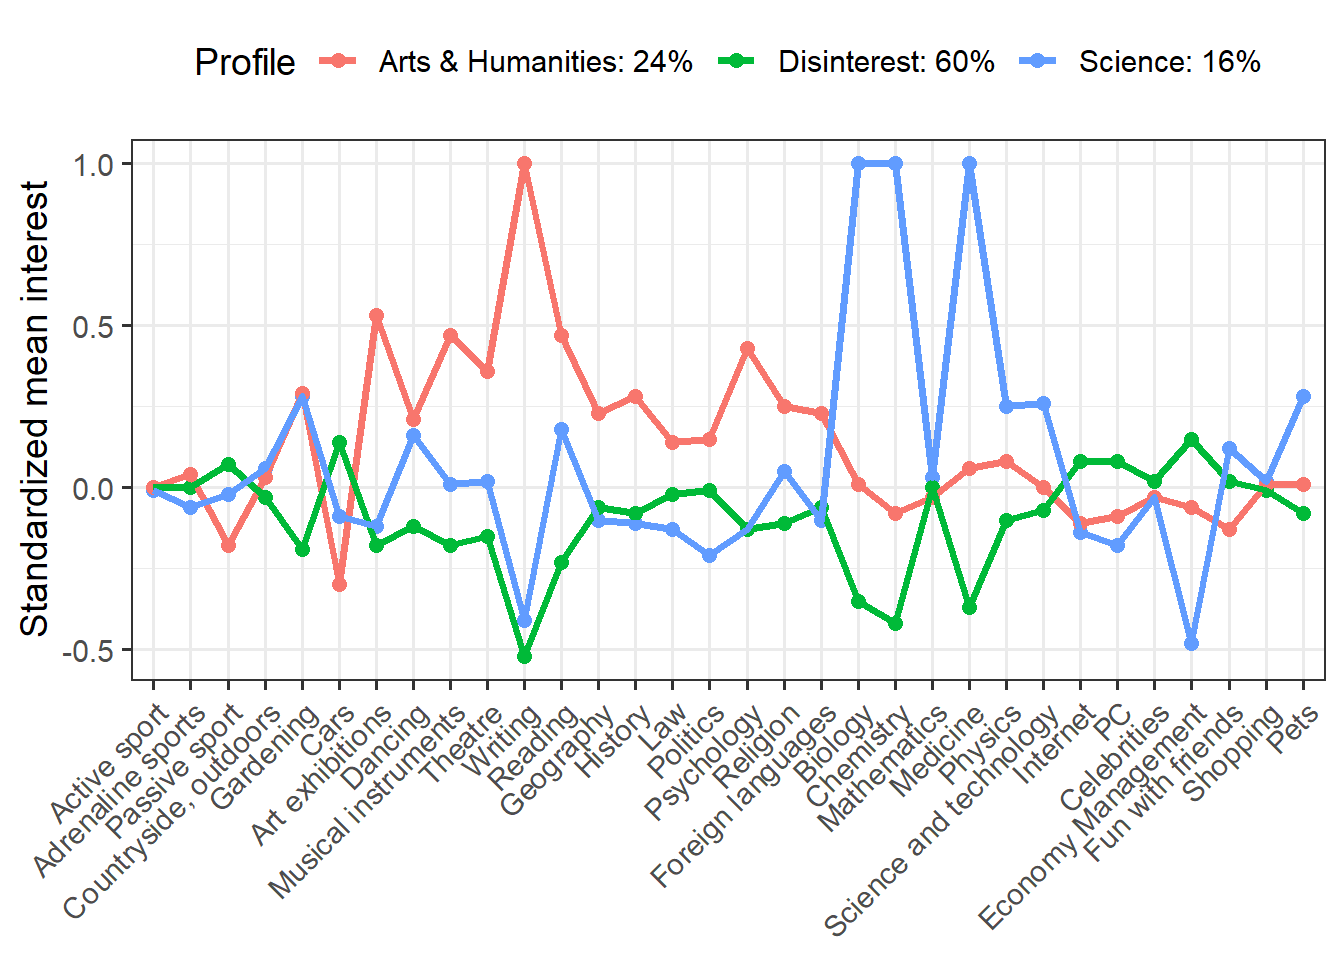 Profile Arts & Humanities: 24% Disinterest: 60% Science: 16%
Standardized mean interest
1.0
0.5
0.0
-0.5
Active sport
Adrenaline sports
Passive sport
Countryside, outdoors
Gardening
Cars
Art exhibitions
Dancing
Musical instruments
Theatre
Writing
Reading
Geography
History
Law
Politics
Psychology
Religion
Foreign languages
Biology
Chemistry
Mathematics
Medicine
Physics
Science and technology
Internet
PC
Celebrities
Economy Management
Fun with friends
Shopping
Pets